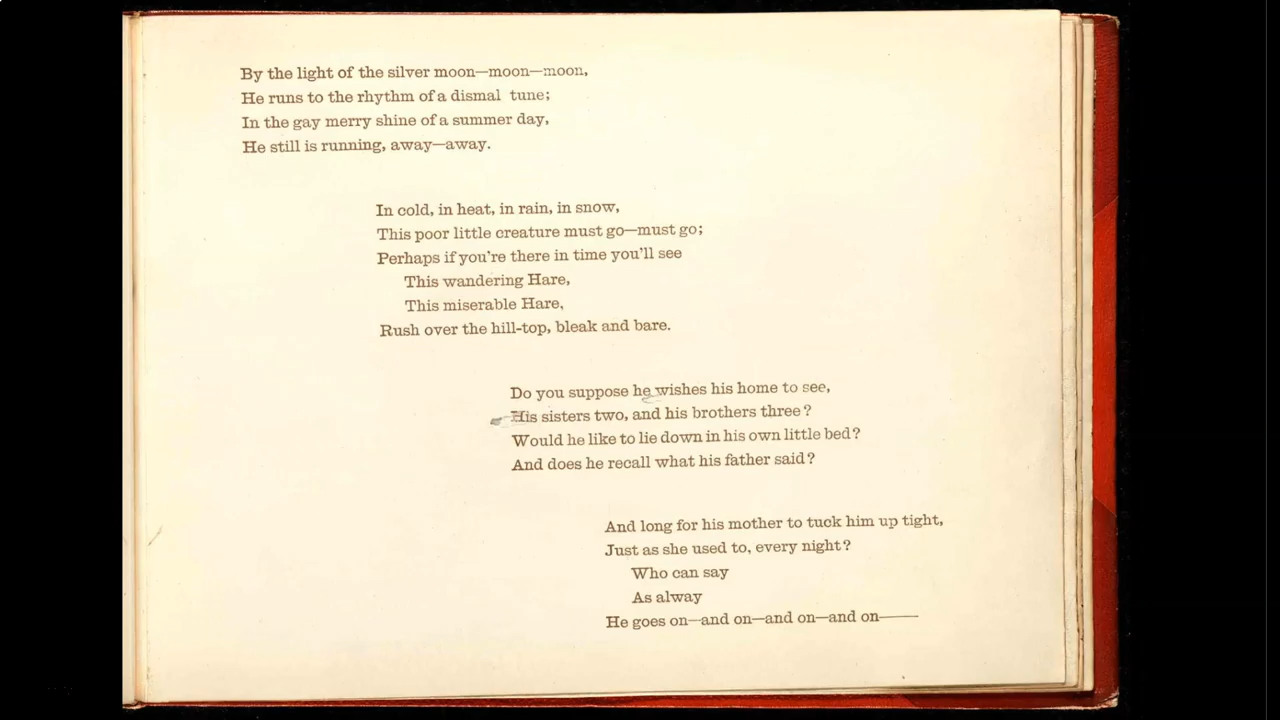 By the light of the silver moon—moon—moon,
He runs to the rhythm of a dismal tune;
In the gay merry shine of a summer day,
He still is running, away—away.
In cold, in heat, in rain, in snow,
This poor little creature must go—must go;
Perhaps if you're there in time you'll see
This wandering Hare,
This miserable Hare,
Rush over the hill-top, bleak and bare.
Do you suppose he wishes his home to see,
His sisters two, and his brothers three?
Would he like to lie down in his own little bed?
And does he recall what his father said?
And long for his mother to tuck him up tight,
Just as she used to, every night?
Who can say
As alway
He goes on—and on—and on—and on——